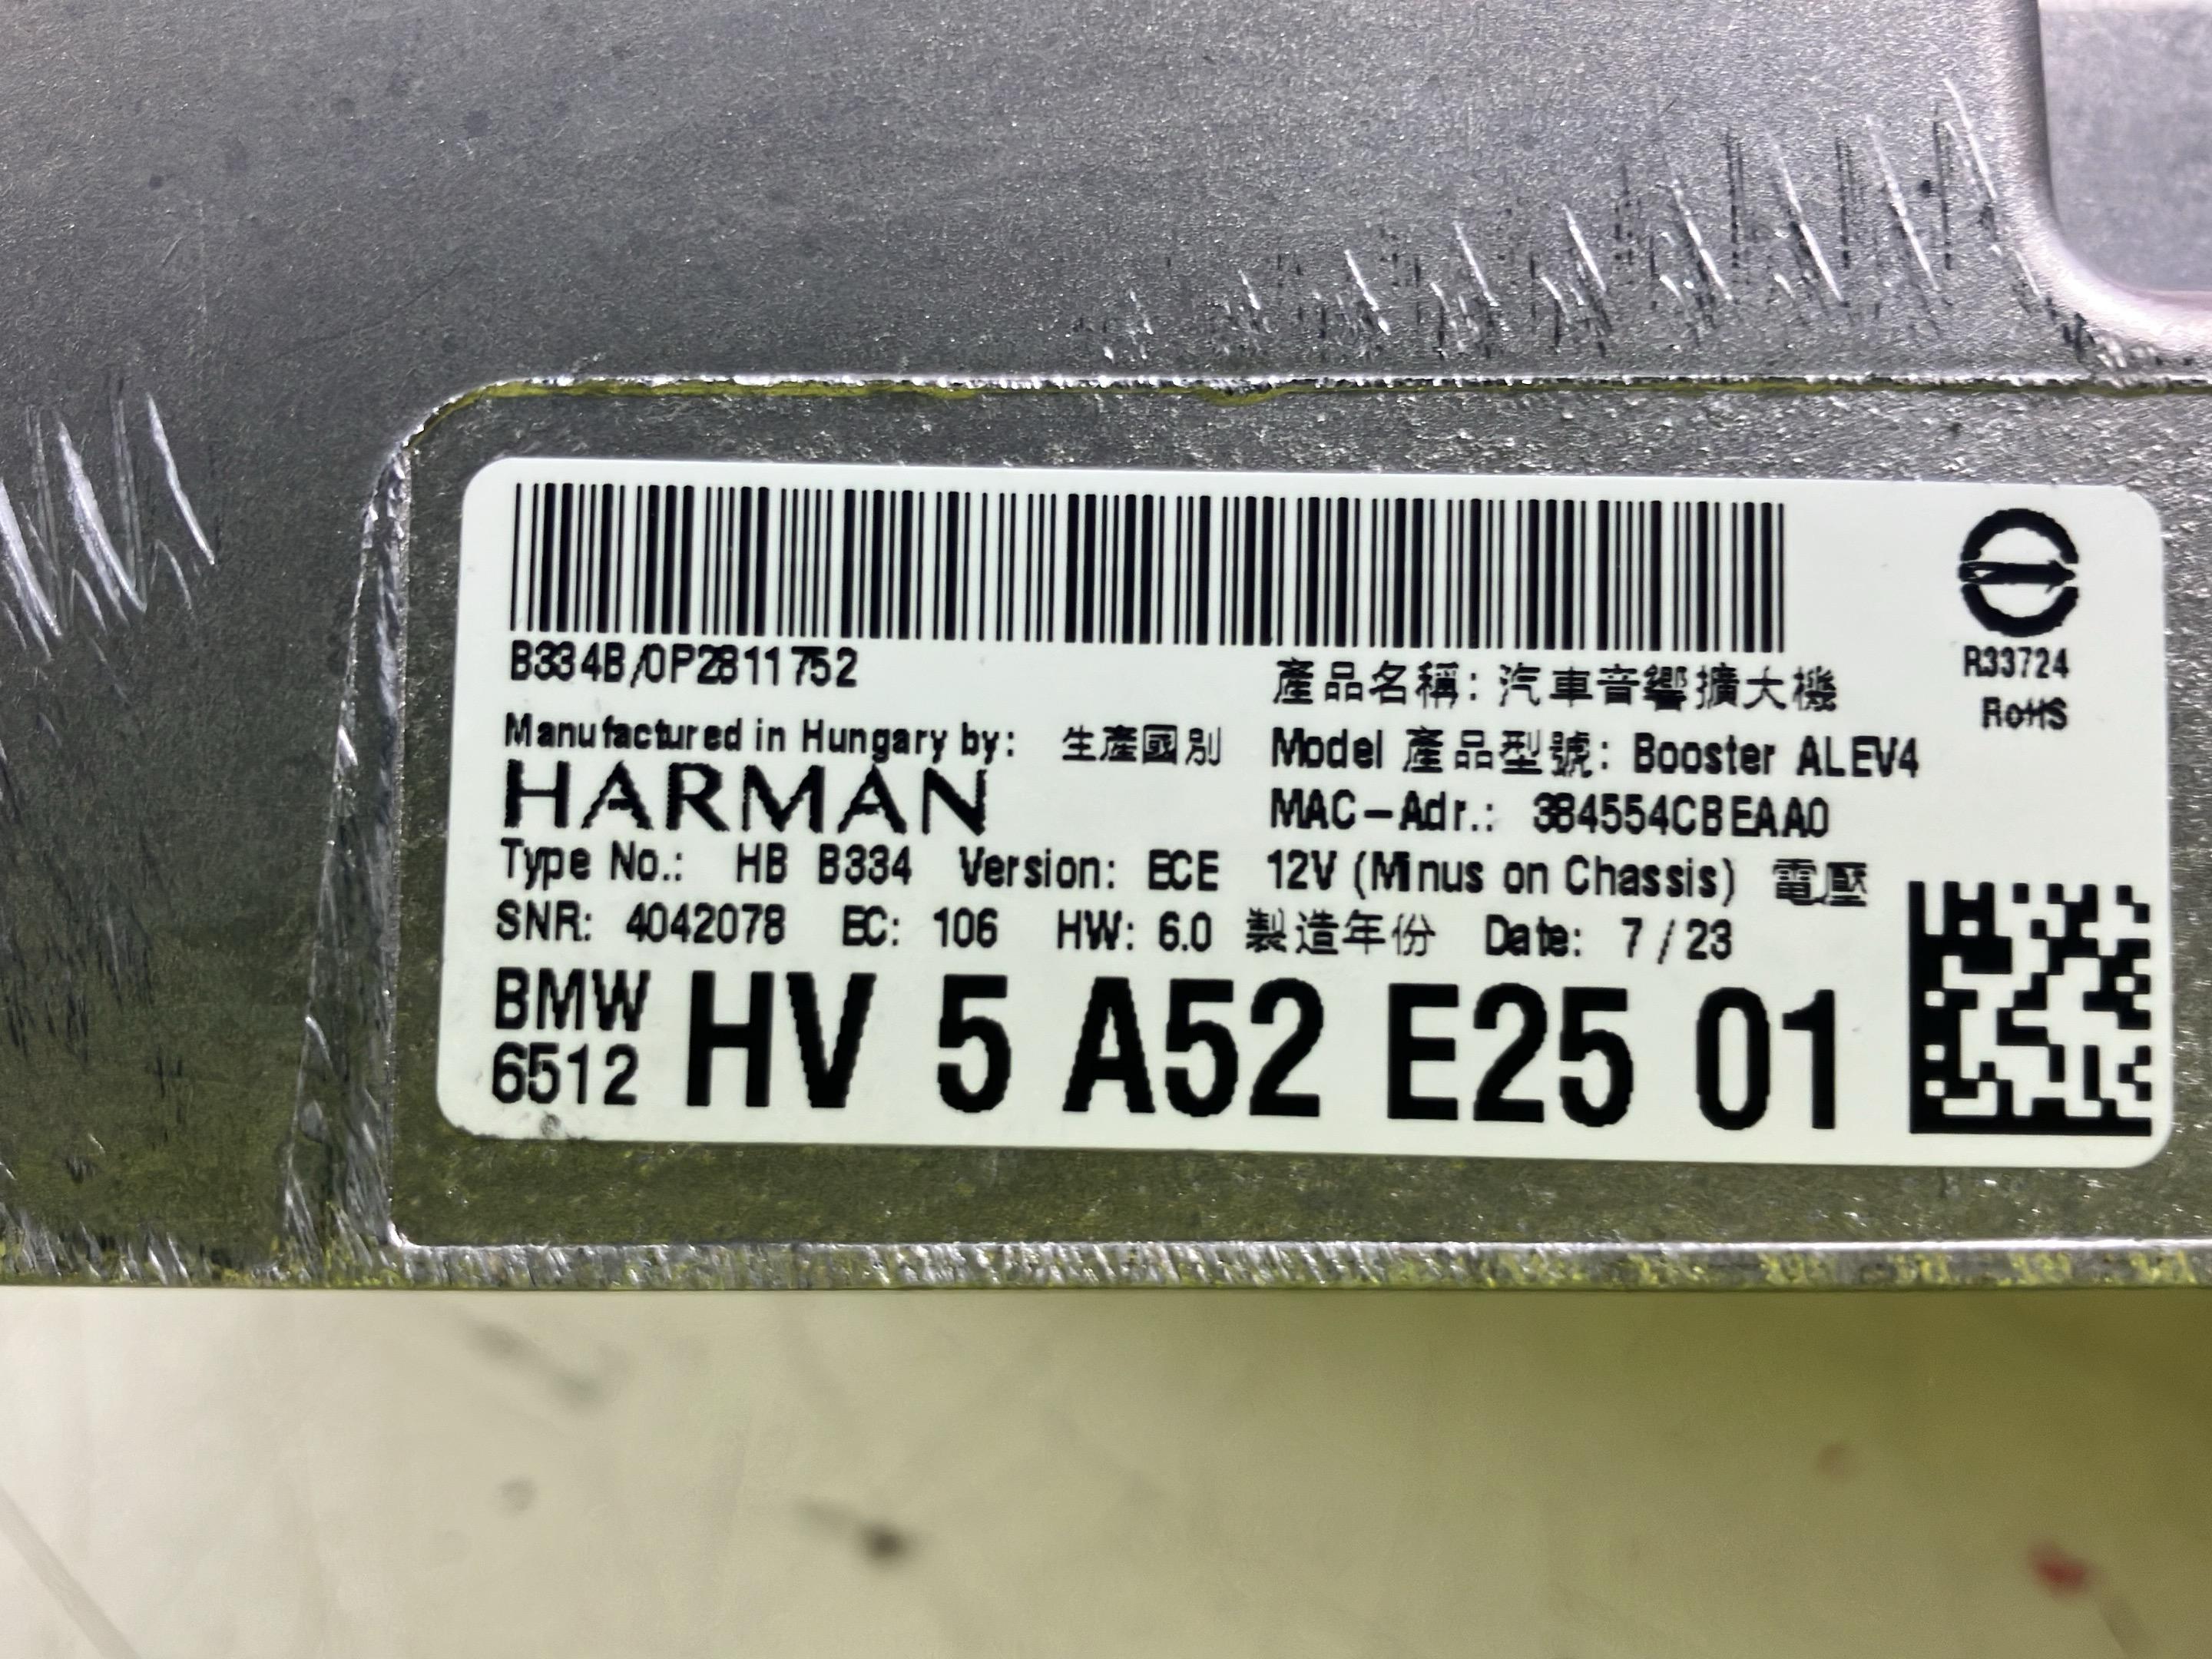 B334B/0P2811752
R33724
RoHS
產品名稱: 汽車音響擴大機
Manufactured in Hungary by: 生產國別
Model 產品型號: Booster ALEV4
HARMAN
MAC-Adr.: 384554CBEAA0
Type No.: HB B334 Version: ECE 12V (Minus on Chassis) 電壓
SNR: 4042078 EC: 106 HW: 6.0 製造年份 Date: 7/23
BMW
6512
HV 5 A52 E25 01